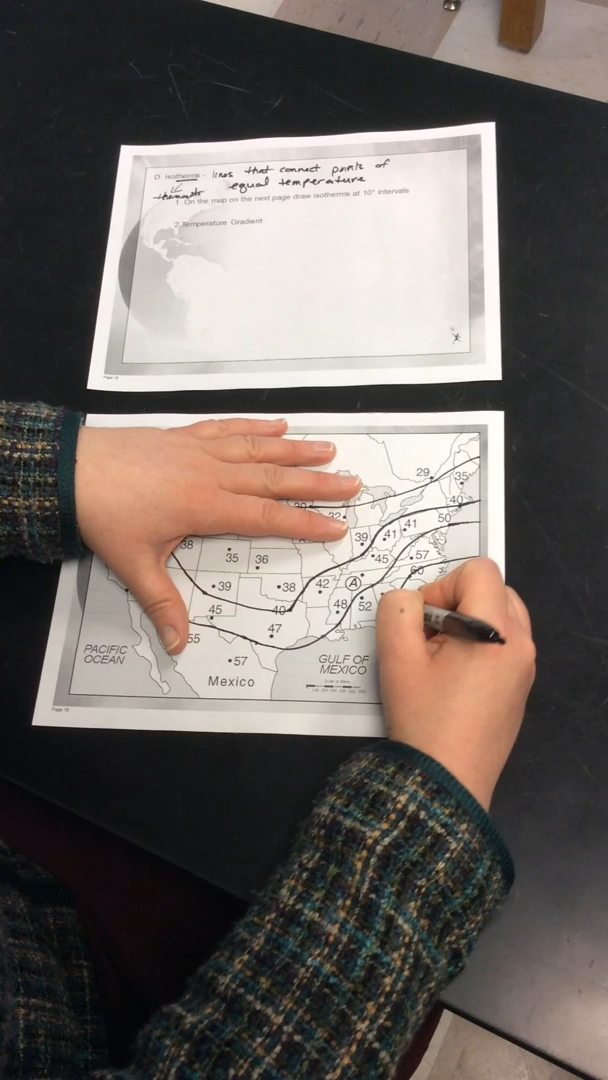 D. Isotherms - lines that connect points of
equal temperature
1. On the map on the next page draw isotherms at 10° intervals
2. Temperature Gradient
29
35
40
50
39
41
41
45
57
60
38
35
36
39
38
42
A
45
40
48
52
47
55
57
PACIFIC
OCEAN
GULF OF
MEXICO
Mexico